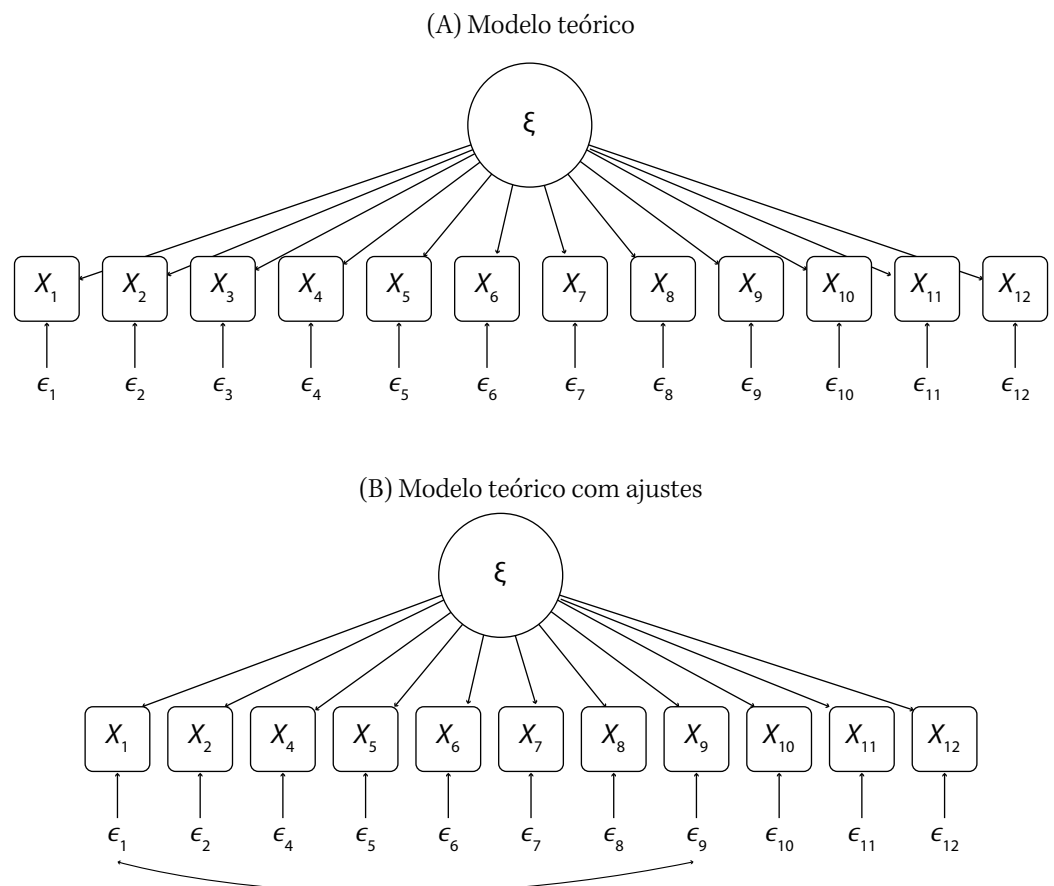 (A) Modelo teórico
ξ
X₁ X₂ X₃ X₄ X₅ X₆ X₇ X₈ X₉ X₁₀ X₁₁ X₁₂
ϵ₁ ϵ₂ ϵ₃ ϵ₄ ϵ₅ ϵ₆ ϵ₇ ϵ₈ ϵ₉ ϵ₁₀ ϵ₁₁ ϵ₁₂
(B) Modelo teórico com ajustes
ξ
X₁ X₂ X₄ X₅ X₆ X₇ X₈ X₉ X₁₀ X₁₁ X₁₂
ϵ₁ ϵ₂ ϵ₄ ϵ₅ ϵ₆ ϵ₇ ϵ₈ ϵ₉ ϵ₁₀ ϵ₁₁ ϵ₁₂